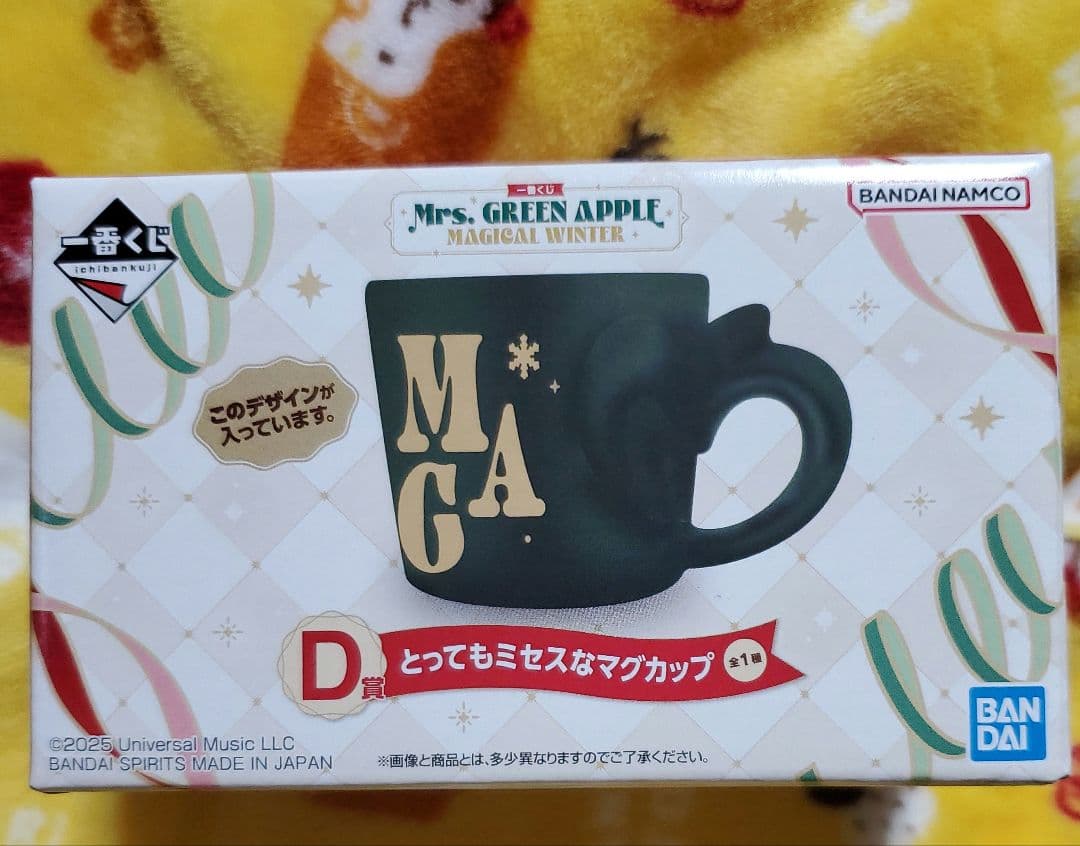 一番くじ
ichibankuji
一番くじ
Mrs. GREEN APPLE
MAGICAL WINTER
BANDAI NAMCO
このデザインが
入っています。
M
A
G
D賞
とってもミセスなマグカップ
全1種
©2025 Universal Music LLC
BANDAI SPIRITS MADE IN JAPAN
※画像と商品とは、多少異なりますのでご了承ください。
BAN
DAI